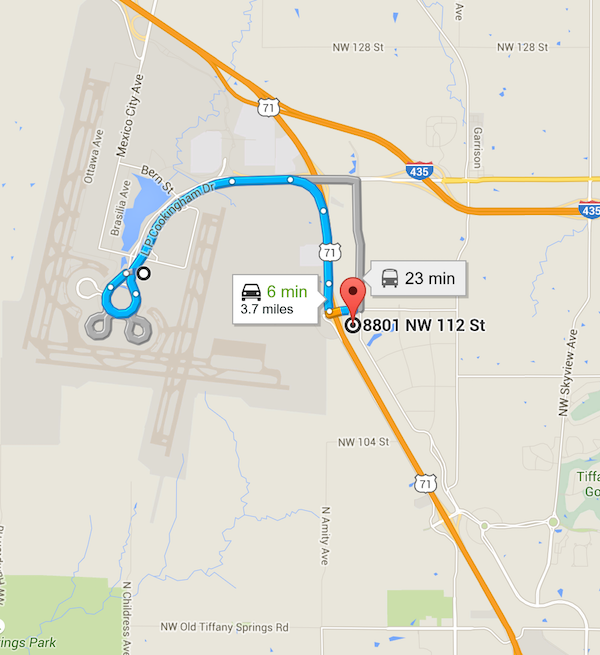 Ave
NW 128 St
NW 128 St
Mexico City Ave
71
Ottawa Ave
Garrison
435
Bern St
Brasilia Ave
L.P. Cookingham Dr
435
71
23 min
6 min
3.7 miles
8801 NW 112 St
NW Skyview Ave
NW 104 St
Tiffa
Go
71
N Amity Ave
N Childress Ave
NW Old Tiffany Springs Rd
ings Park